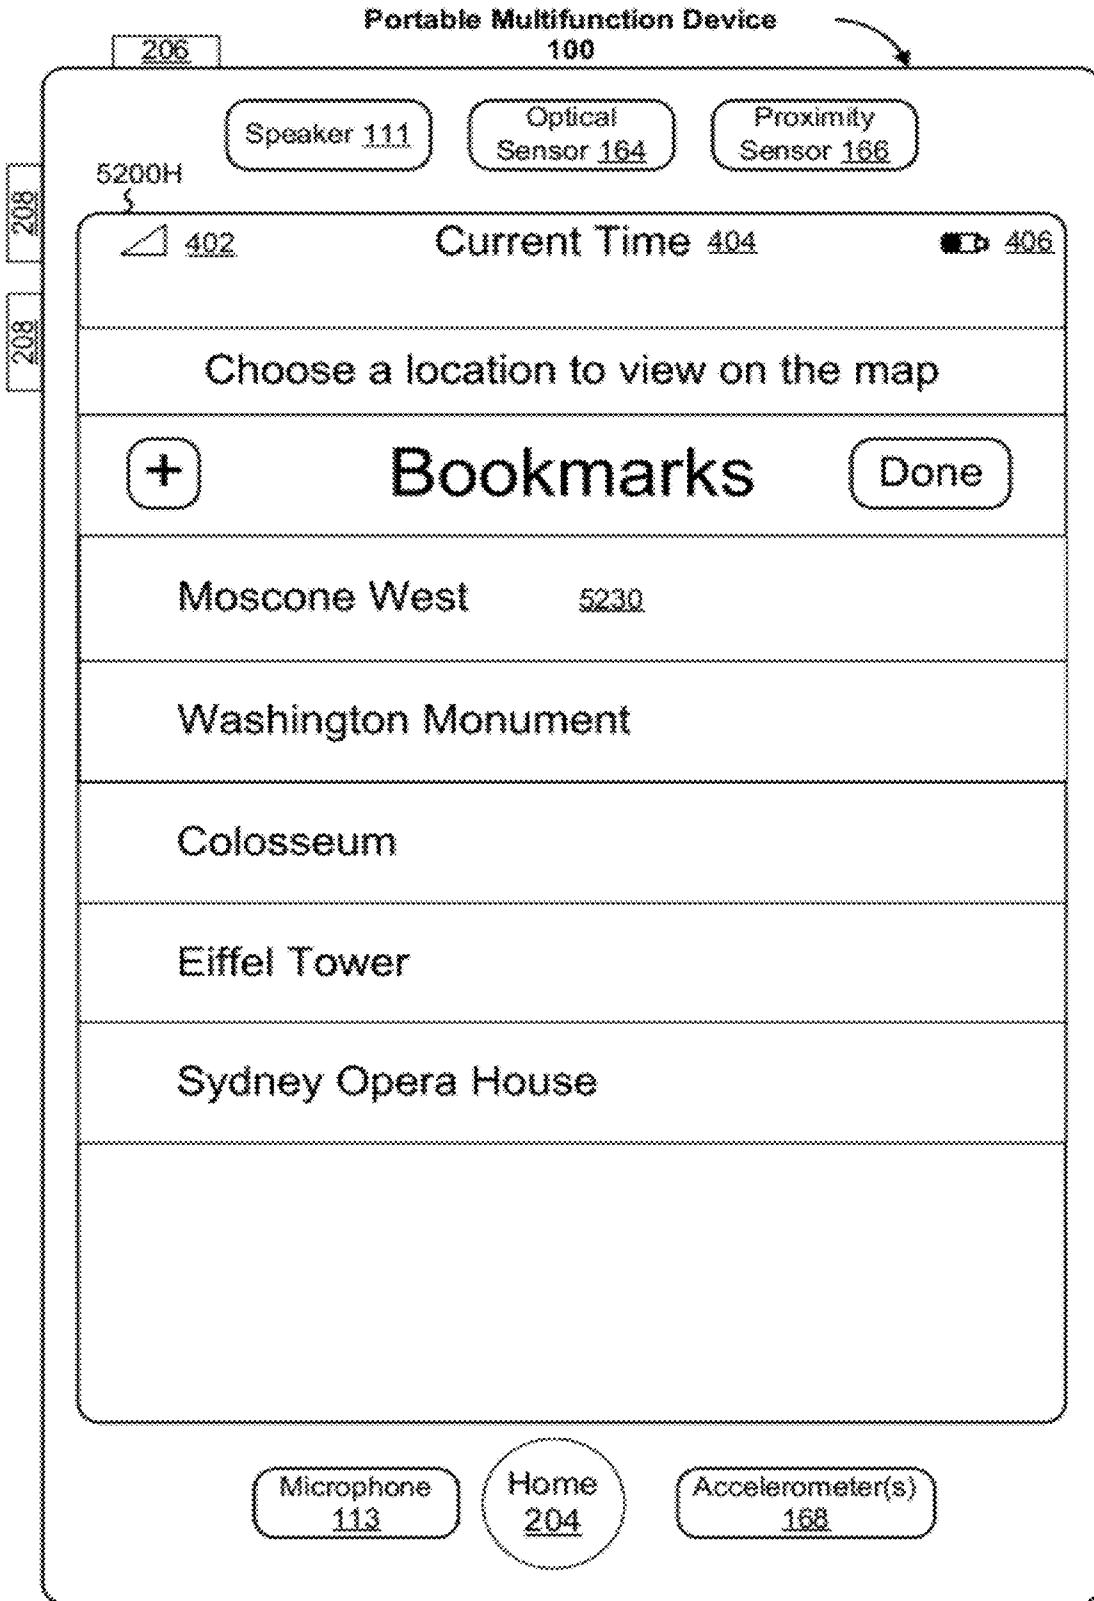 Portable Multifunction Device
100
206
Speaker 111
Optical
Sensor 164
Proximity
Sensor 166
5200H
208
402 Current Time 404 406
208
Choose a location to view on the map
+ Bookmarks Done
Moscone West 5230
Washington Monument
Colosseum
Eiffel Tower
Sydney Opera House
Microphone
113
Home
204
Accelerometer(s)
168